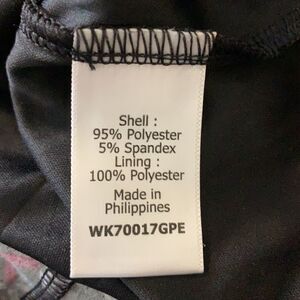 Shell :
95% Polyester
5% Spandex
Lining :
100% Polyester
Made in
Philippines
WK70017GPE